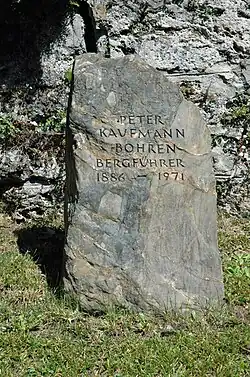 PETER
KAUFMANN
BOHREN
BERGFÜHRER
1886 – 1971